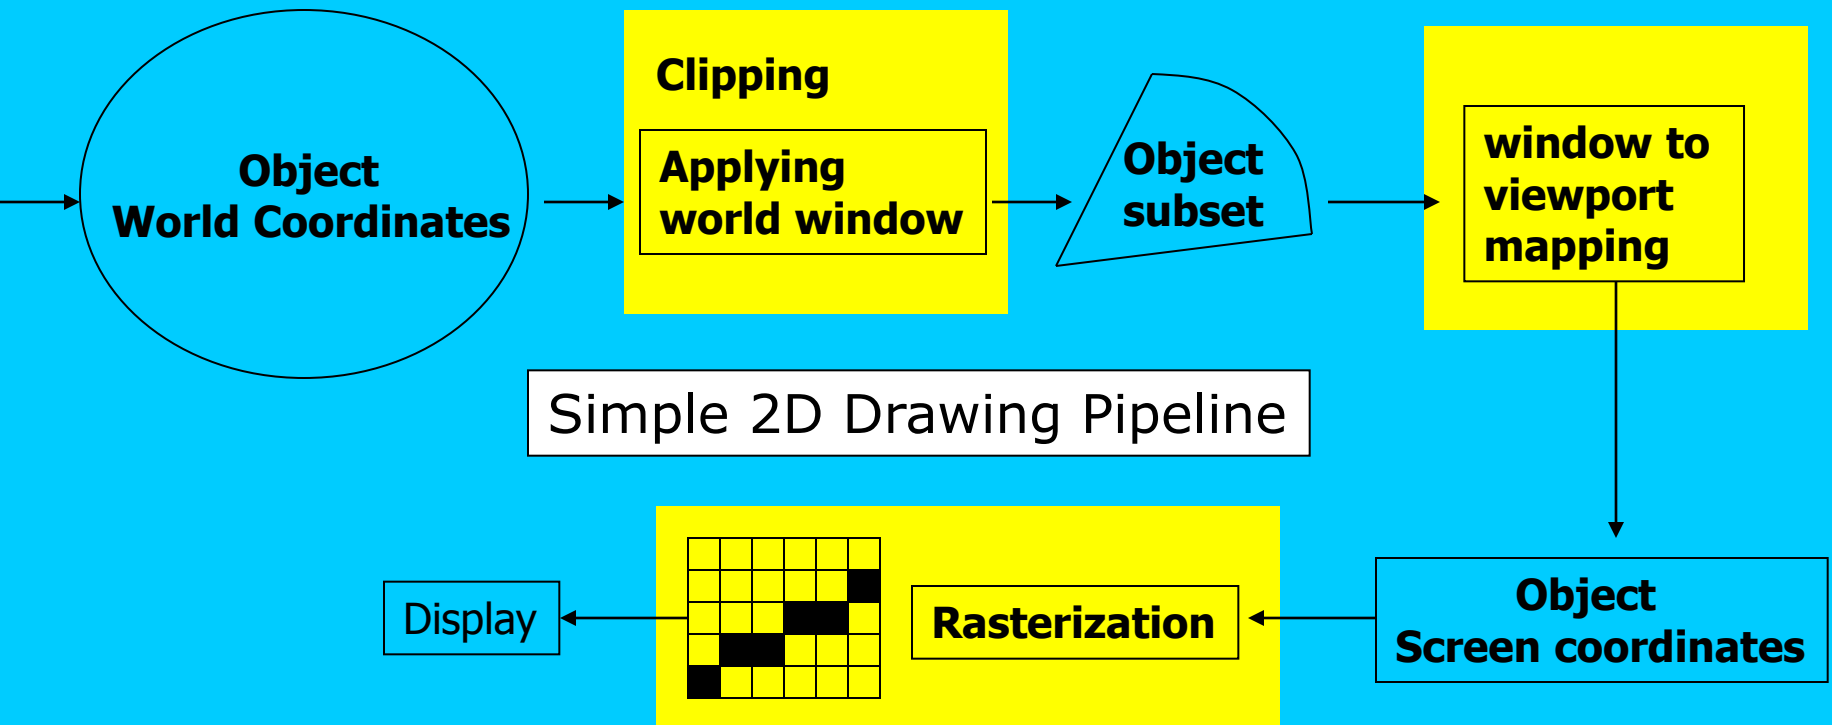 Object
World Coordinates
Clipping
Applying
world window
Object
subset
window to
viewport
mapping
Simple 2D Drawing Pipeline
Display
Rasterization
Object
Screen coordinates